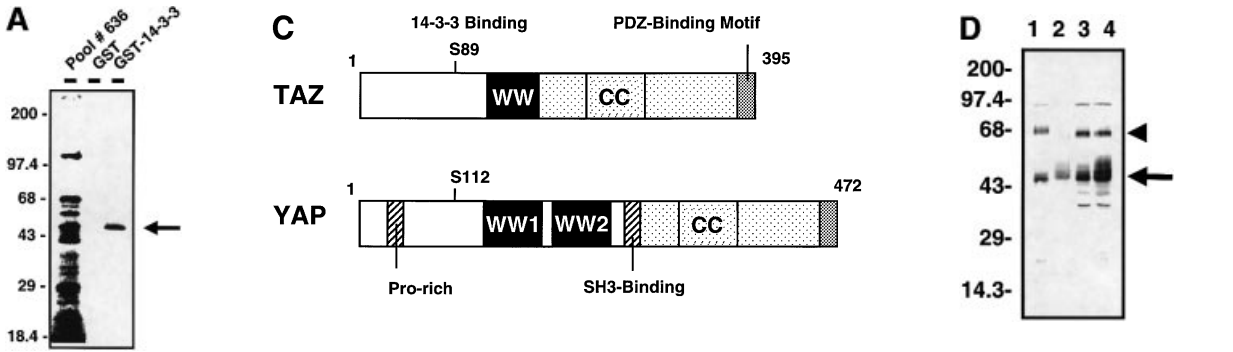 A
Pool # 636
GST
GST-14-3-3
200 -
97.4 -
68 -
43 -
29 -
18.4 -
C
14-3-3 Binding
PDZ-Binding Motif
1
S89
395
TAZ
WW
CC
1
S112
472
YAP
WW1
WW2
CC
Pro-rich
SH3-Binding
D
1 2 3 4
200-
97.4-
68-
43-
29-
14.3-